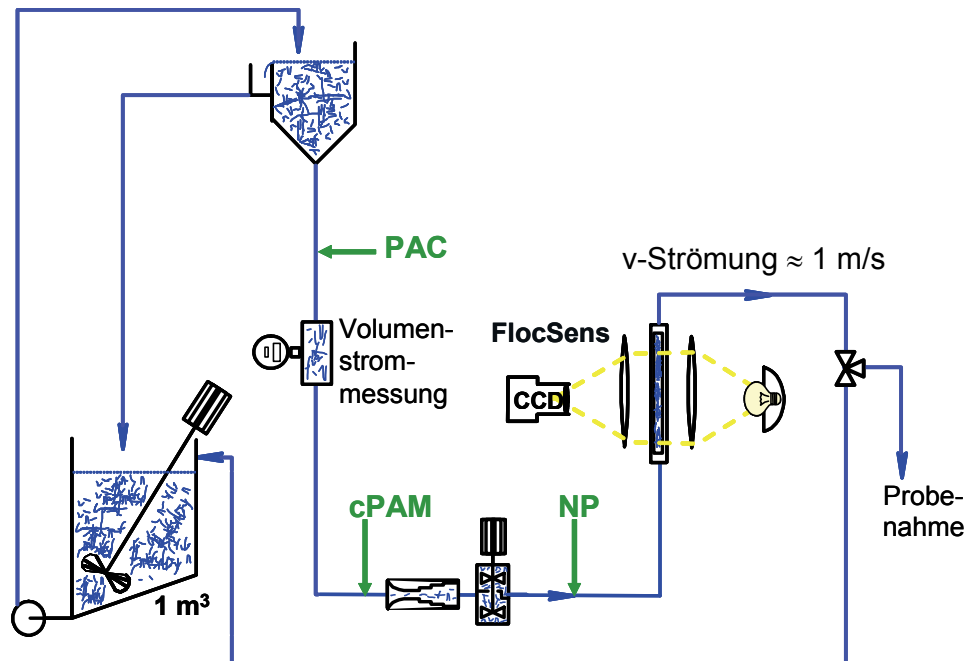 PAC
v-Strömung ≈ 1 m/s
Volumen-
strom-
messung
FlocSens
CCD
cPAM
NP
Probe-
nahme
1 m³